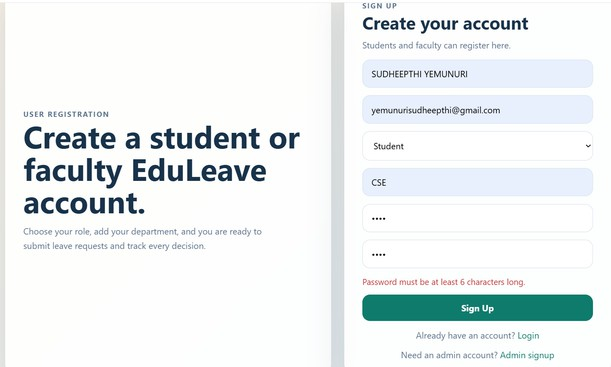 USER REGISTRATION
Create a student or
faculty EduLeave
account.
Choose your role, add your department, and you are ready to
submit leave requests and track every decision.
SIGN UP
Create your account
Students and faculty can register here.
SUDHEEPTHI YEMUNURI
yemunurisudheepthi@gmail.com
Student
CSE
••••
••••
Password must be at least 6 characters long.
Sign Up
Already have an account? Login
Need an admin account? Admin signup